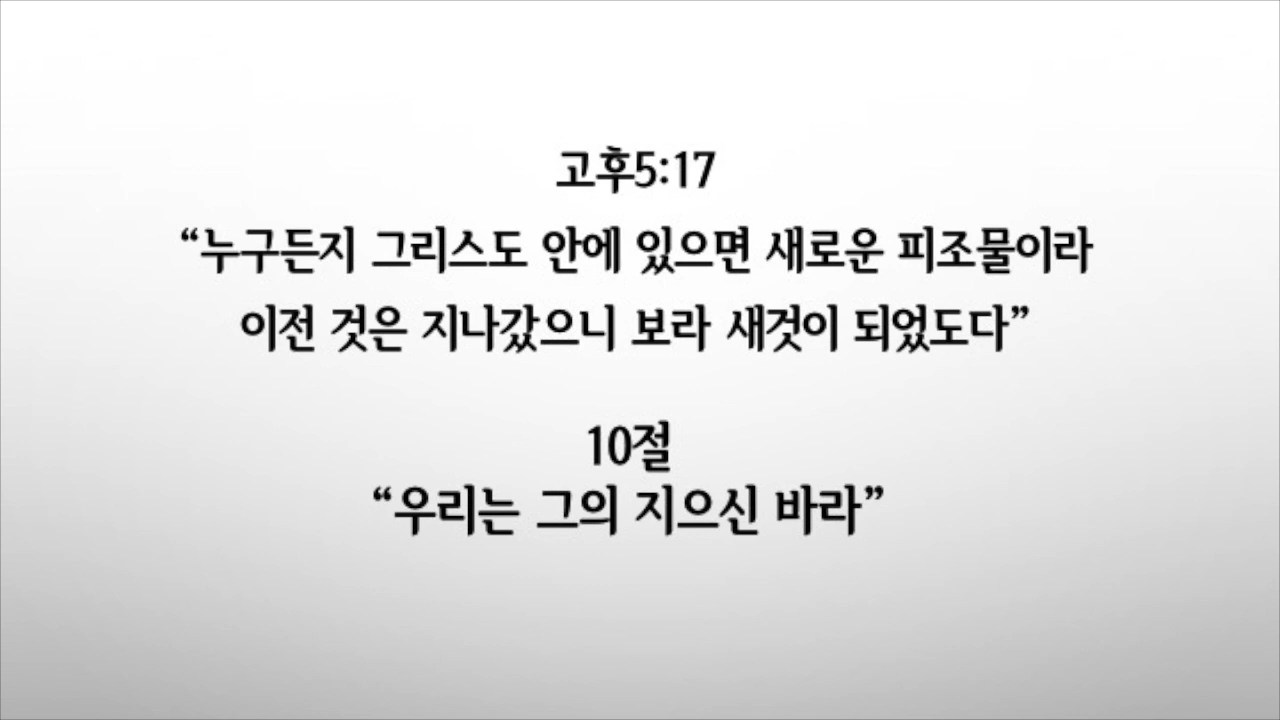 고후5:17
“누구든지 그리스도 안에 있으면 새로운 피조물이라
이전 것은 지나갔으니 보라 새것이 되었도다”
10절
“우리는 그의 지으신 바라”